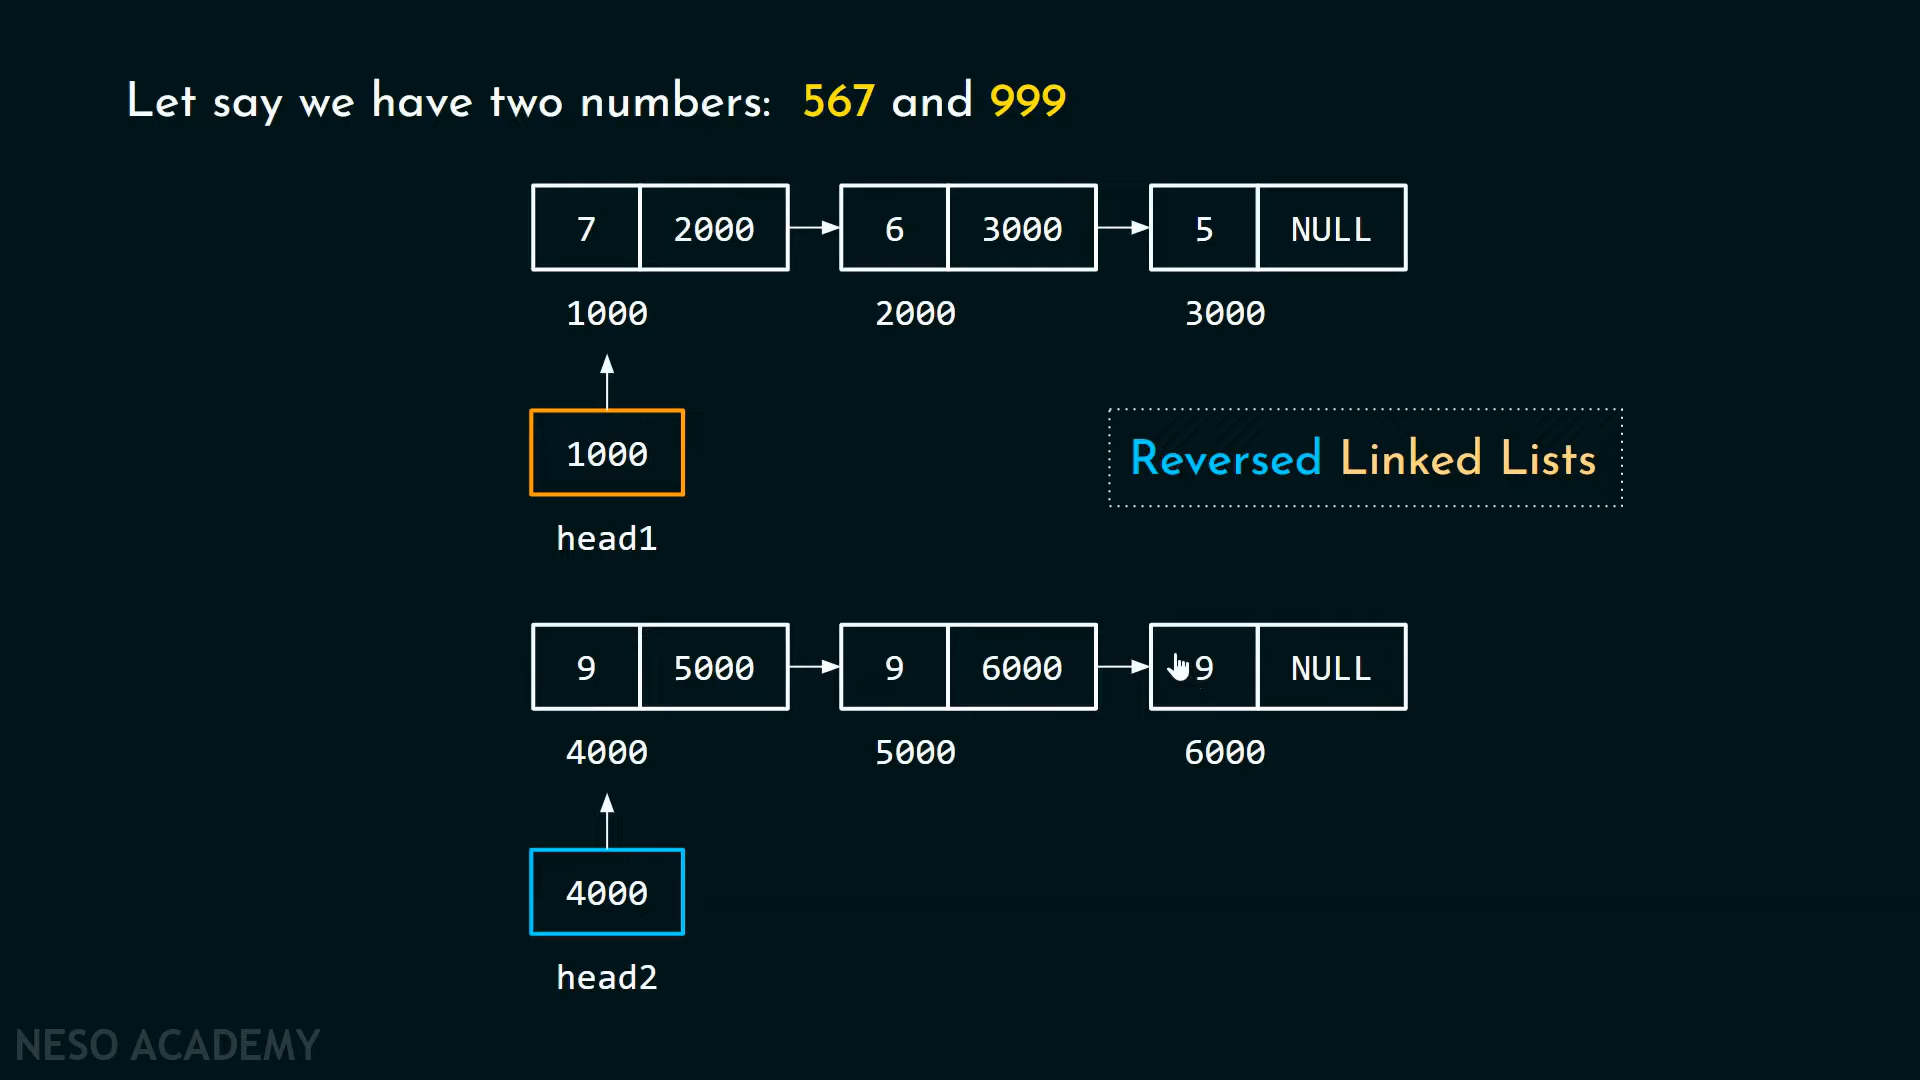 Let say we have two numbers: 567 and 999
7 2000 6 3000 5 NULL
1000 2000 3000
1000
Reversed Linked Lists
head1
9 5000 9 6000 9 NULL
4000 5000 6000
4000
head2
NESO ACADEMY